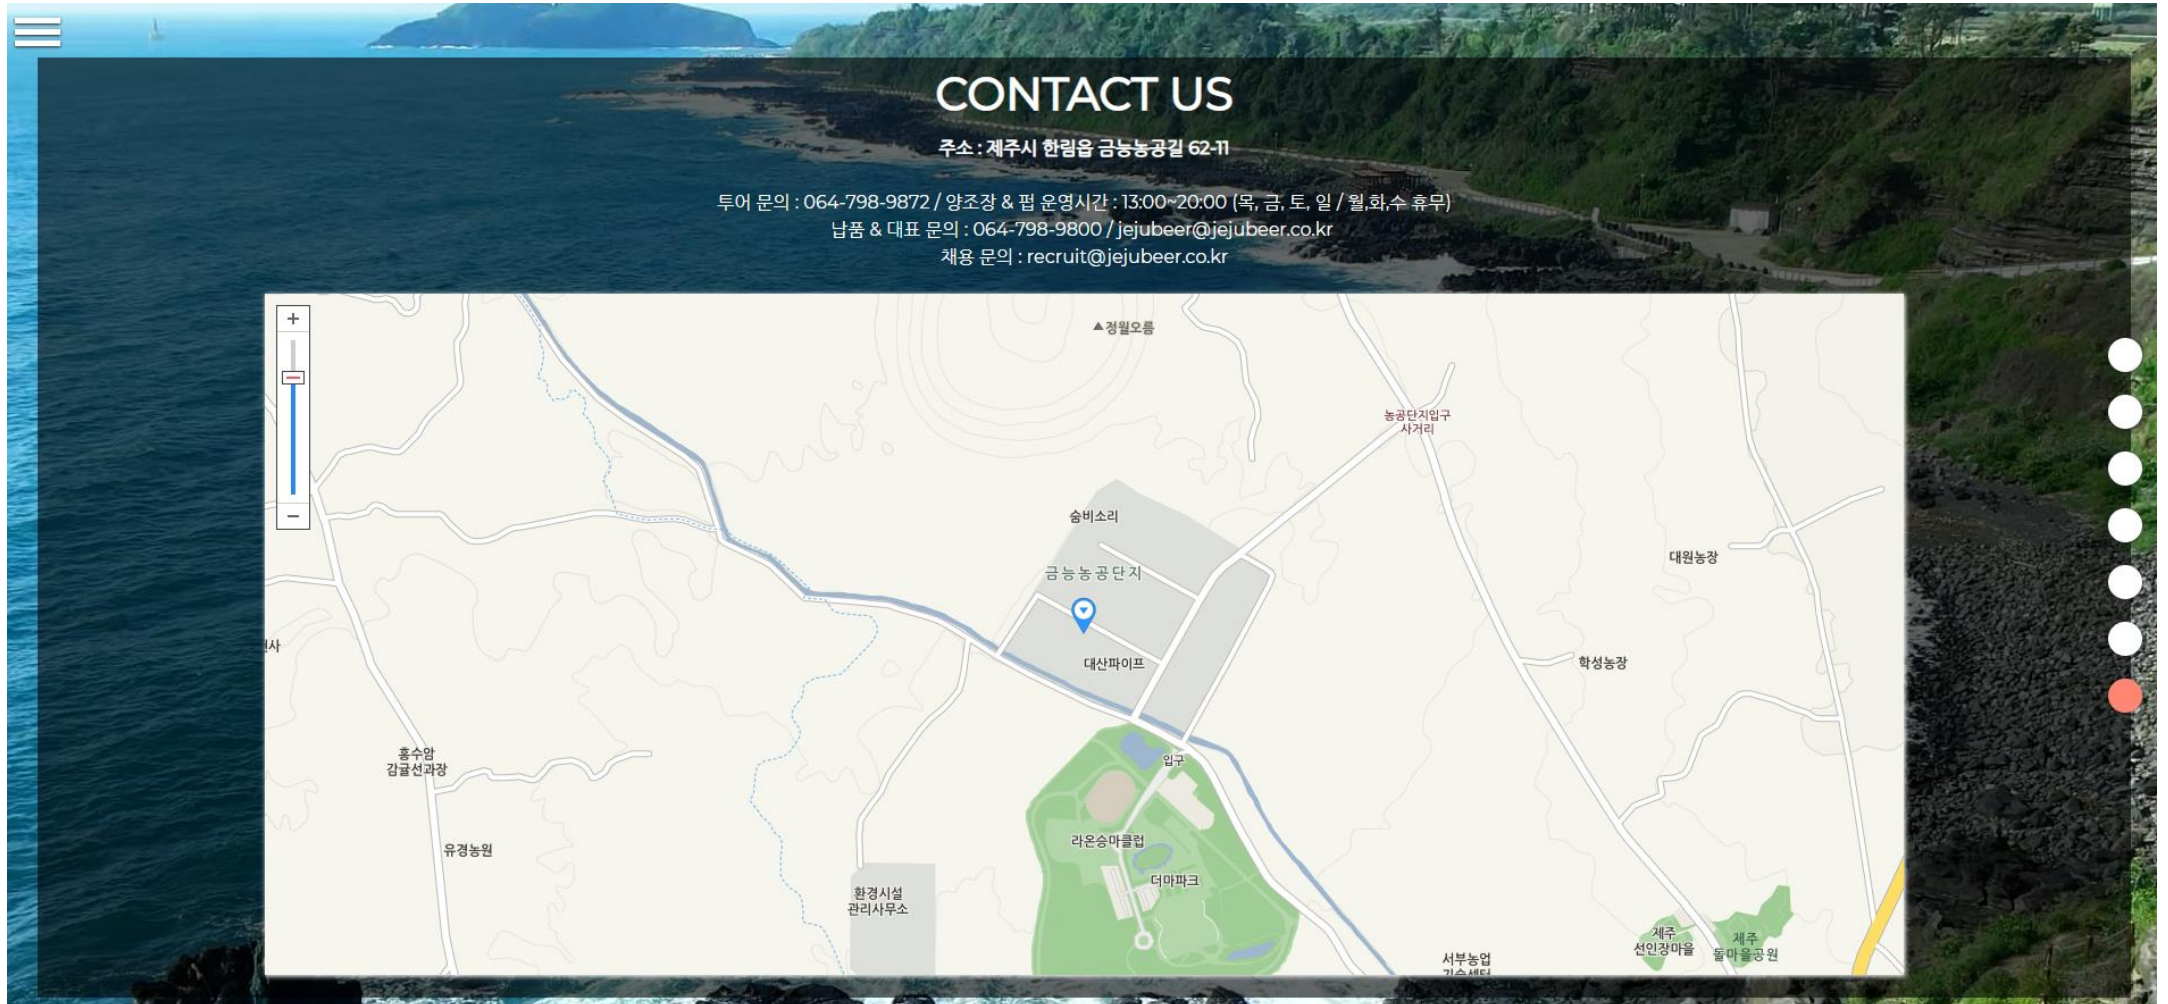 CONTACT US
주소 : 제주시 한림읍 금능농공길 62-11
투어 문의 : 064-798-9872 / 양조장 & 펍 운영시간 : 13:00~20:00 (목, 금, 토, 일 / 월,화,수 휴무)
납품 & 대표 문의 : 064-798-9800 / jejubeer@jejubeer.co.kr
채용 문의 : recruit@jejubeer.co.kr
+
▲정월오름
농공단지입구
사거리
−
숨비소리
대원농장
금능농공단지
대산파이프
학성농장
홍수암
감귤선과장
입구
라온승마클럽
유경농원
더마파크
환경시설
관리사무소
제주
선인장마을
제주
돌마을공원
서부농업